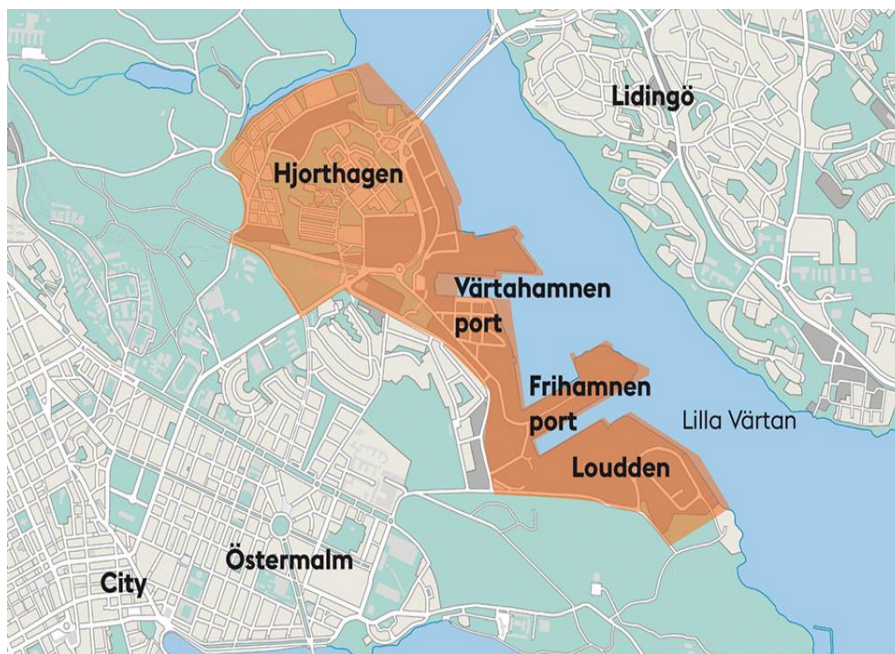 Lidingö
Hjorthagen
Värtahamnen
port
Frihamnen
port
Lilla Värtan
Loudden
Östermalm
City